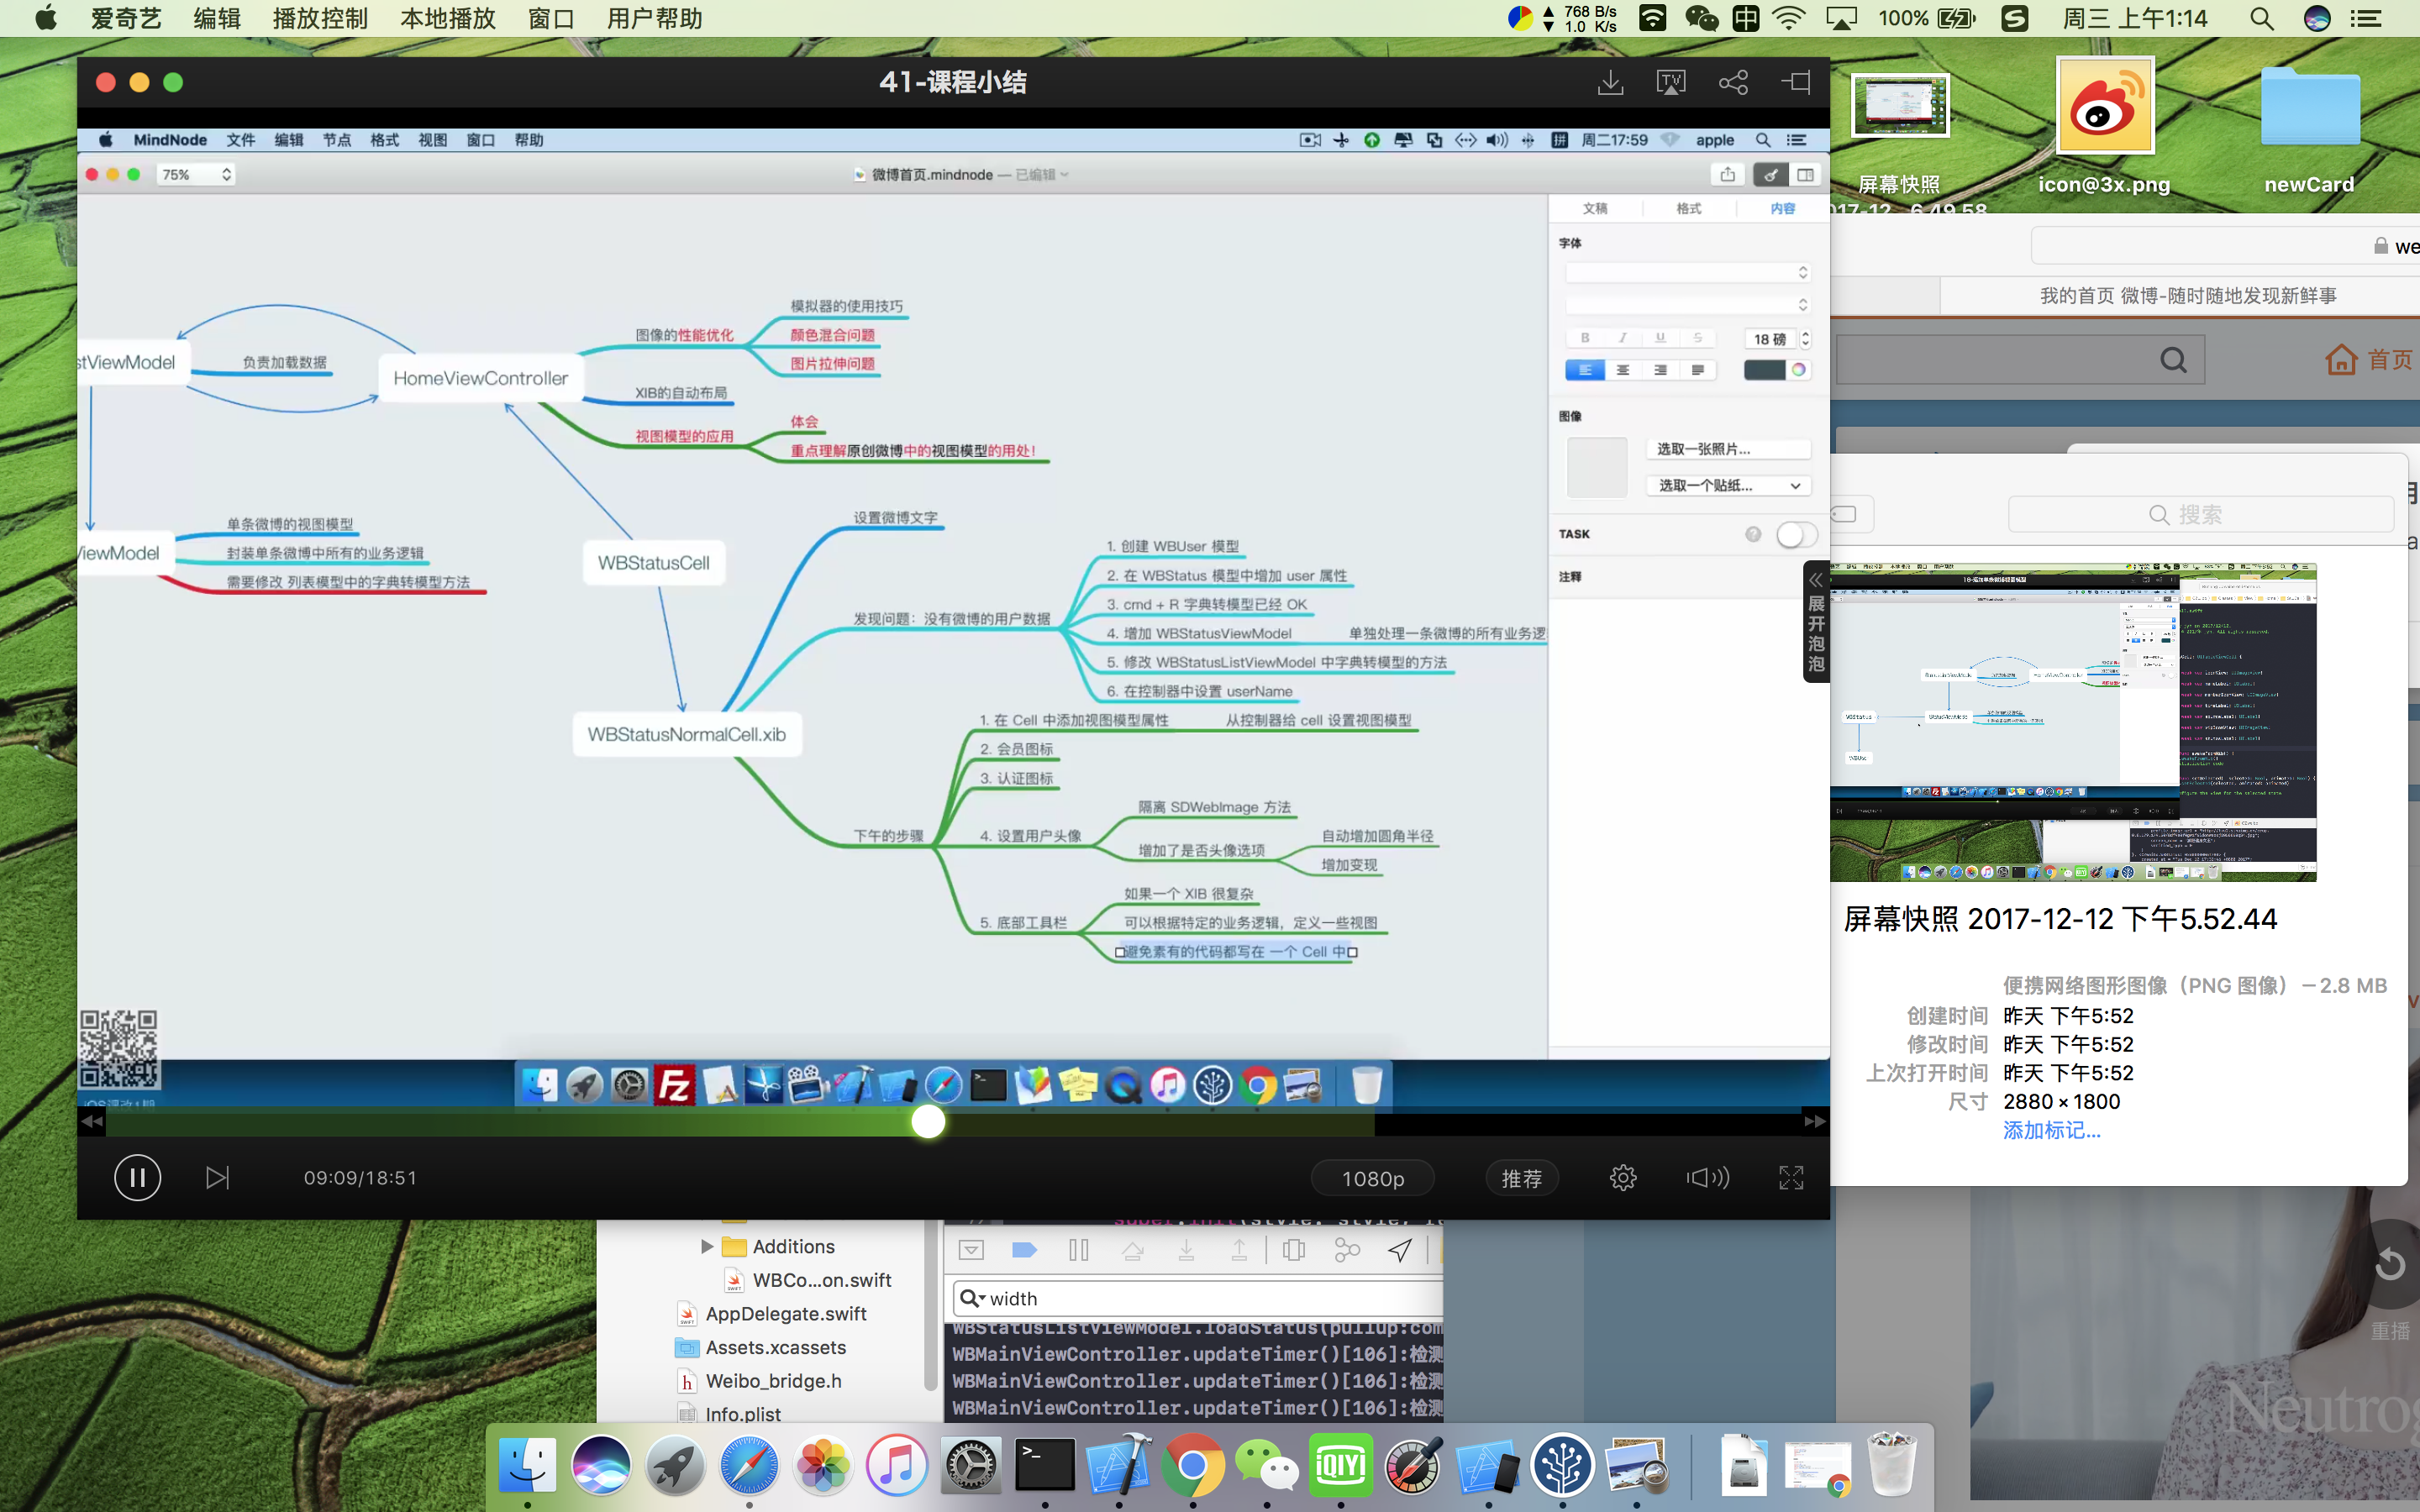 爱奇艺 编辑 播放控制 本地播放 窗口 用户帮助
768 B/s
1.0 K/s
中 100% 周三 上午1:14
41-课程小结
MindNode 文件 编辑 节点 格式 视图 窗口 帮助
拼 周二17:59 apple
75%
微博首页.mindnode — 已编辑
文稿 格式 内容
字体
B I U S
18 磅
图像
选取一张照片...
选取一个贴纸...
TASK
?
注释
stViewModel
负责加载数据
HomeViewController
图像的性能优化
模拟器的使用技巧
颜色混合问题
图片拉伸问题
XIB的自动布局
视图模型的应用
体会
重点理解原创微博中的视图模型的用处!
ViewModel
单条微博的视图模型
封装单条微博中所有的业务逻辑
需要修改 列表模型中的字典转模型方法
WBStatusCell
WBStatusNormalCell.xib
设置微博文字
发现问题：没有微博的用户数据
1. 创建 WBUser 模型
2. 在 WBStatus 模型中增加 user 属性
3. cmd + R 字典转模型已经 OK
4. 增加 WBStatusViewModel
单独处理一条微博的所有业务逻
5. 修改 WBStatusListViewModel 中字典转模型的方法
6. 在控制器中设置 userName
下午的步骤
1. 在 Cell 中添加视图模型属性
从控制器给 cell 设置视图模型
2. 会员图标
3. 认证图标
4. 设置用户头像
隔离 SDWebImage 方法
增加了是否头像选项
自动增加圆角半径
增加变现
5. 底部工具栏
如果一个 XIB 很复杂
可以根据特定的业务逻辑，定义一些视图
避免素有的代码都写在 一个 Cell 中
展开泡泡
09:09/18:51
1080p
推荐
屏幕快照
icon@3x.png
newCard
we
我的首页 微博-随时随地发现新鲜事
首页
搜索
屏幕快照 2017-12-12 下午5.52.44
便携网络图形图像（PNG 图像） — 2.8 MB
创建时间 昨天 下午5:52
修改时间 昨天 下午5:52
上次打开时间 昨天 下午5:52
尺寸 2880 × 1800
添加标记...
重播
Neutrog
Additions
WBCo...on.swift
AppDelegate.swift
Assets.xcassets
Weibo_bridge.h
Info.plist
width
WBStatusListViewModel.loadStatus(pullup:com
WBMainViewController.updateTimer()[106]:检测
WBMainViewController.updateTimer()[106]:检测
WBMainViewController.updateTimer()[106]:检测
QIYI